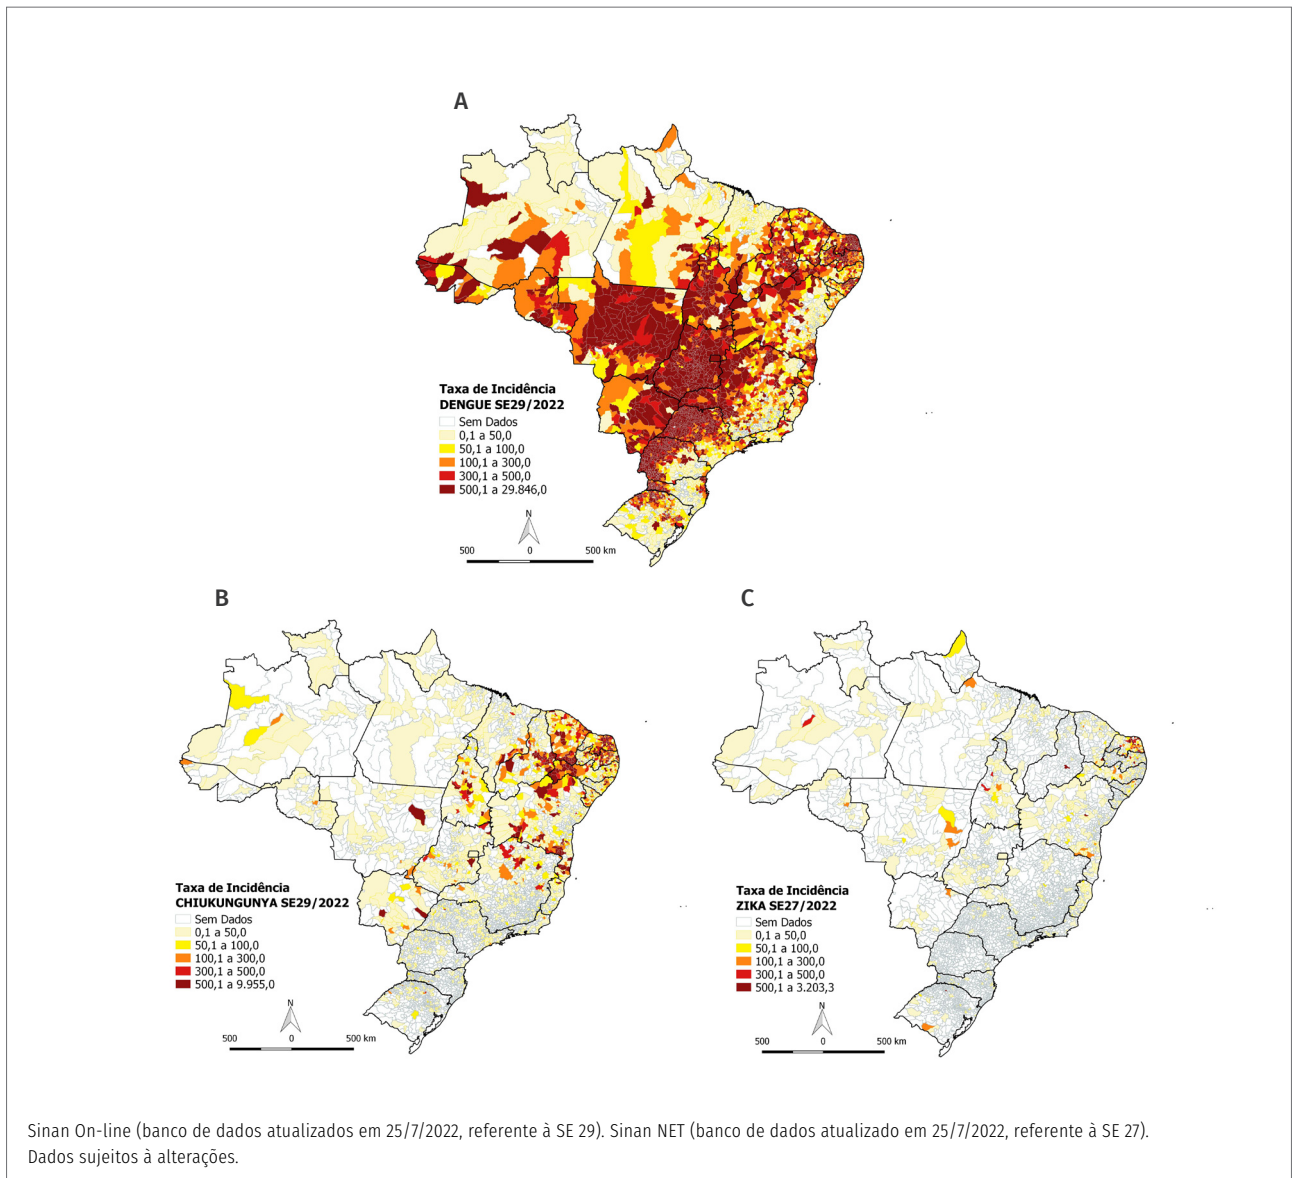 A
Taxa de Incidência
DENGUE SE29/2022
Sem Dados
0,1 a 50,0
50,1 a 100,0
100,1 a 300,0
300,1 a 500,0
500,1 a 29.846,0
N
500 0 500 km
B
Taxa de Incidência
CHIUKUNGUNYA SE29/2022
Sem Dados
0,1 a 50,0
50,1 a 100,0
100,1 a 300,0
300,1 a 500,0
500,1 a 9.955,0
N
500 0 500 km
C
Taxa de Incidência
ZIKA SE27/2022
Sem Dados
0,1 a 50,0
50,1 a 100,0
100,1 a 300,0
300,1 a 500,0
500,1 a 3.203,3
N
500 0 500 km
Sinan On-line (banco de dados atualizados em 25/7/2022, referente à SE 29). Sinan NET (banco de dados atualizado em 25/7/2022, referente à SE 27).
Dados sujeitos à alterações.